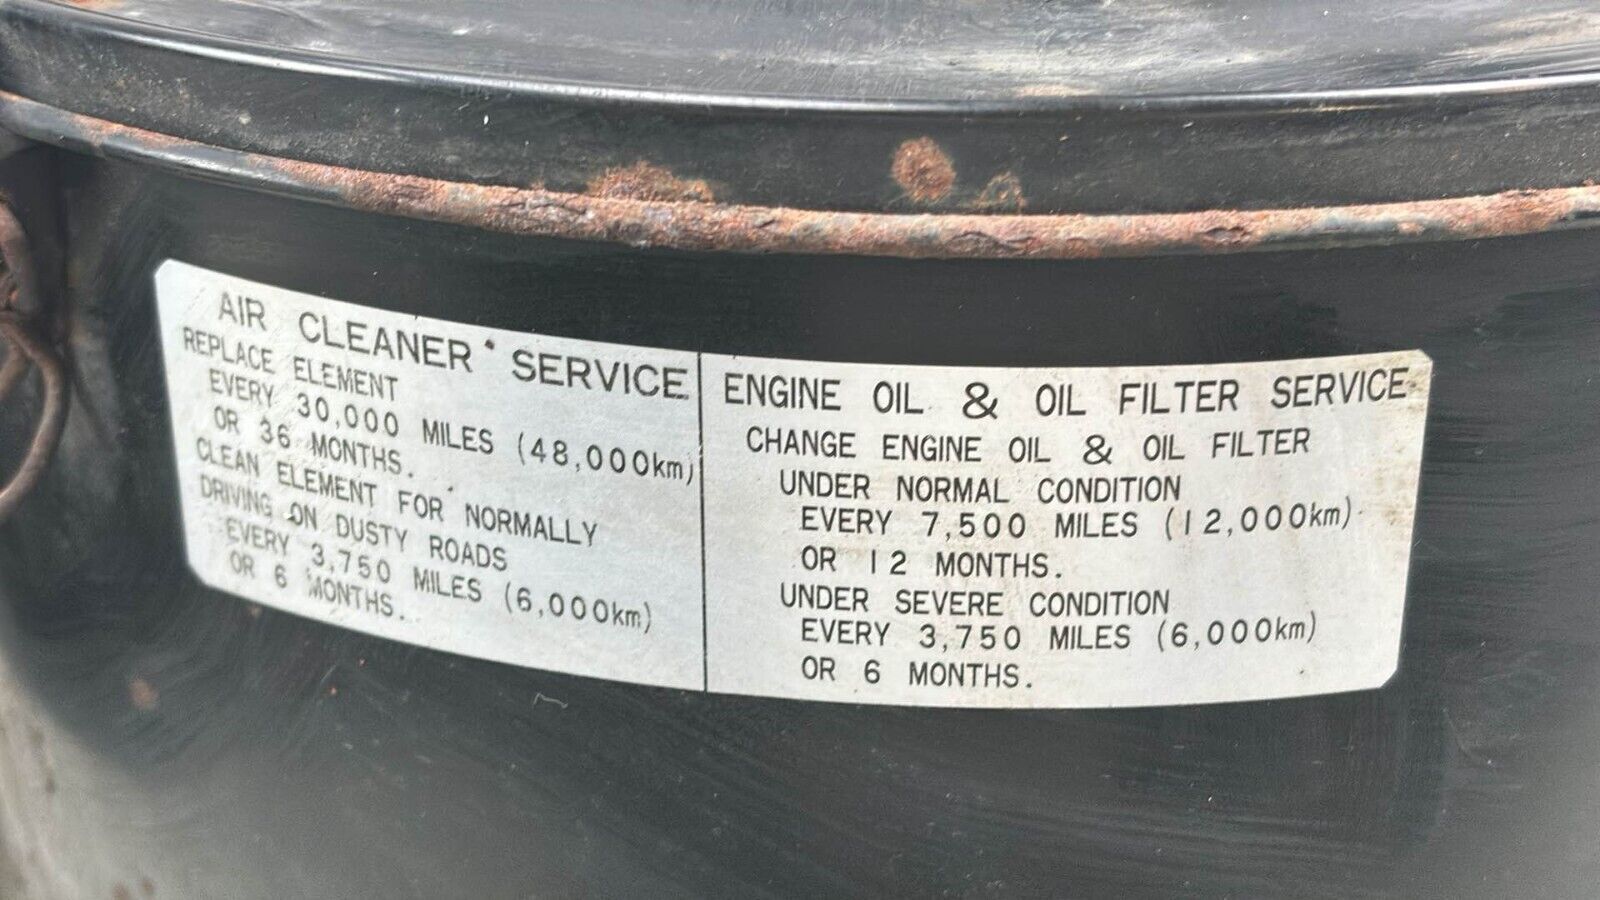 AIR CLEANER SERVICE
REPLACE ELEMENT
EVERY 30,000 MILES (48,000km)
OR 36 MONTHS.
CLEAN ELEMENT FOR NORMALLY
DRIVING ON DUSTY ROADS
EVERY 3,750 MILES (6,000km)
OR 6 MONTHS.
ENGINE OIL & OIL FILTER SERVICE
CHANGE ENGINE OIL & OIL FILTER
UNDER NORMAL CONDITION
EVERY 7,500 MILES (12,000km)
OR 12 MONTHS.
UNDER SEVERE CONDITION
EVERY 3,750 MILES (6,000km)
OR 6 MONTHS.